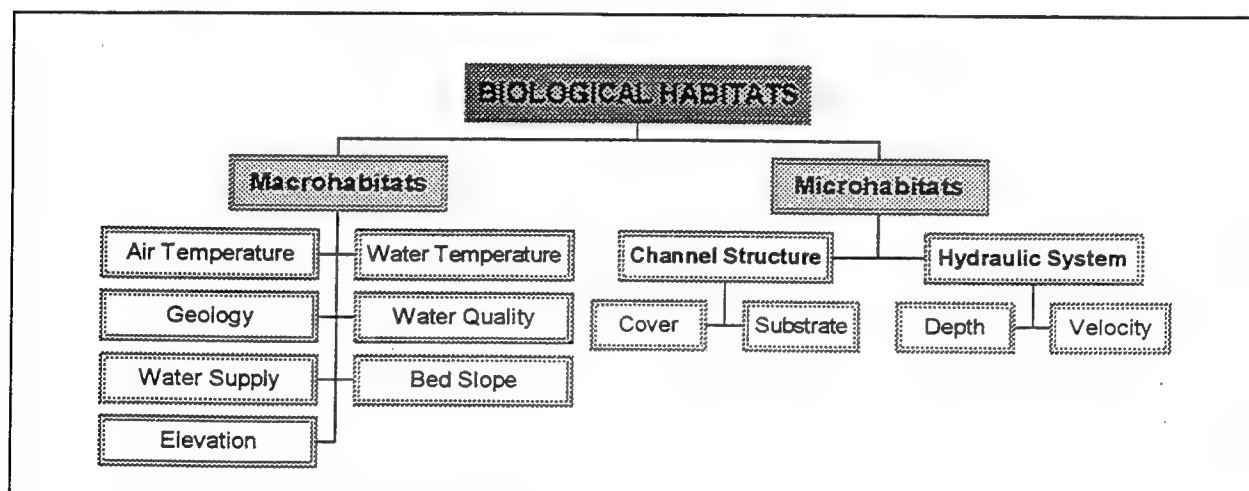 BIOLOGICAL HABITATS
Macrohabitats
Microhabitats
Air Temperature
Water Temperature
Geology
Water Quality
Water Supply
Bed Slope
Elevation
Channel Structure
Hydraulic System
Cover
Substrate
Depth
Velocity